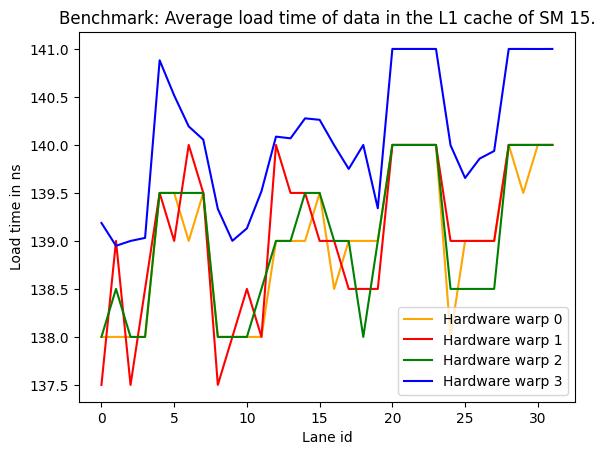 Benchmark: Average load time of data in the L1 cache of SM 15.
141.0
140.5
140.0
139.5
139.0
138.5
138.0
137.5
Load time in ns
0 5 10 15 20 25 30
Lane id
Hardware warp 0
Hardware warp 1
Hardware warp 2
Hardware warp 3